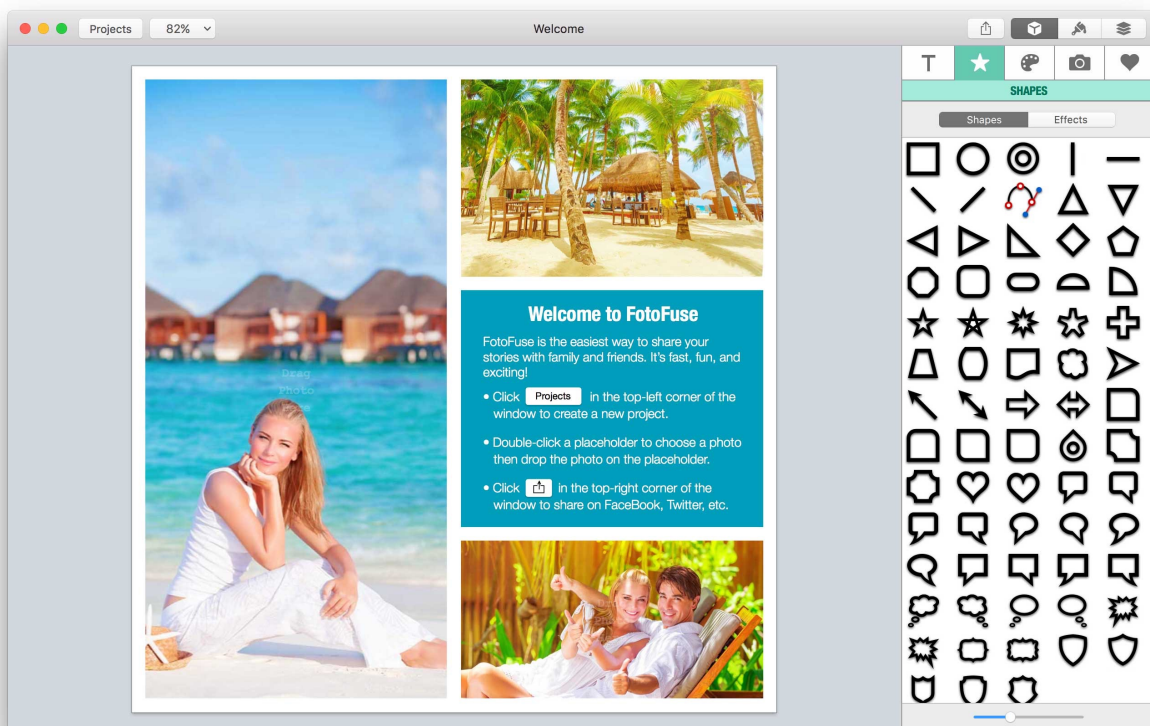 Projects
82%
Welcome
T
SHAPES
Shapes
Effects
Drag
Photo
Welcome to FotoFuse
FotoFuse is the easiest way to share your
stories with family and friends. It's fast, fun, and
exciting!
• Click Projects in the top-left corner of the
window to create a new project.
• Double-click a placeholder to choose a photo
then drop the photo on the placeholder.
• Click in the top-right corner of the
window to share on FaceBook, Twitter, etc.